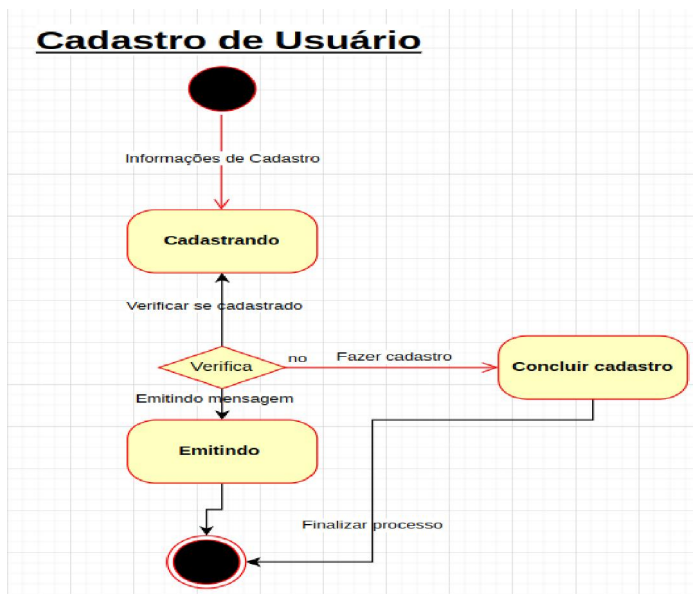 Cadastro de Usuário
Informações de Cadastro
Cadastrando
Verificar se cadastrado
Verifica
no
Fazer cadastro
Concluir cadastro
Emitindo mensagem
Emitindo
Finalizar processo